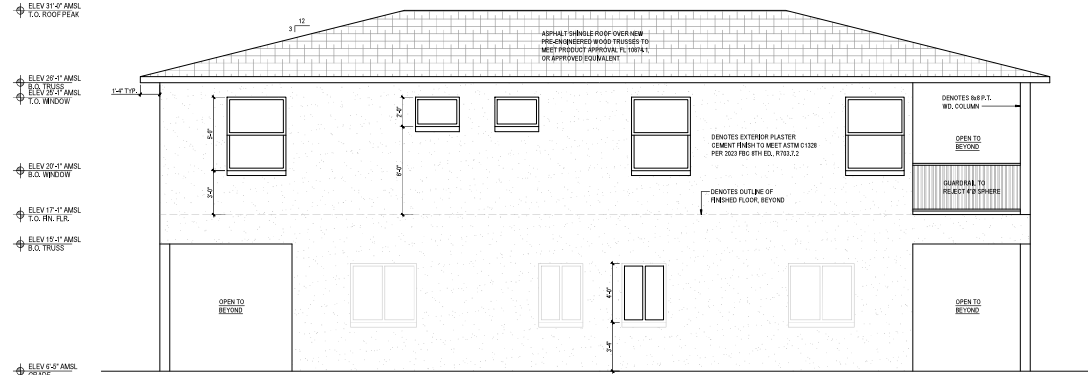 ELEV 31'-0" AMSL
T.O. ROOF PEAK
12
3
ASPHALT SHINGLE ROOF OVER NEW
PRE-ENGINEERED WOOD TRUSSES TO
MEET PRODUCT APPROVAL FL 10674.1,
OR APPROVED EQUIVALENT
ELEV 26'-1" AMSL
B.O. TRUSS
ELEV 25'-1" AMSL
T.O. WINDOW
1'-4" TYP.
5'-0"
2'-0"
DENOTES 8x8 P.T.
WD. COLUMN
DENOTES EXTERIOR PLASTER
CEMENT FINISH TO MEET ASTM C1328
PER 2023 FBC 8TH ED., R703.7.2
OPEN TO
BEYOND
ELEV 20'-1" AMSL
B.O. WINDOW
3'-0"
6'-0"
GUARDRAIL TO
REJECT 4"Ø SPHERE
DENOTES OUTLINE OF
FINISHED FLOOR, BEYOND
ELEV 17'-1" AMSL
T.O. FIN. FLR.
ELEV 15'-1" AMSL
B.O. TRUSS
4'-0"
OPEN TO
BEYOND
OPEN TO
BEYOND
3'-4"
ELEV 6'-5" AMSL
GRADE